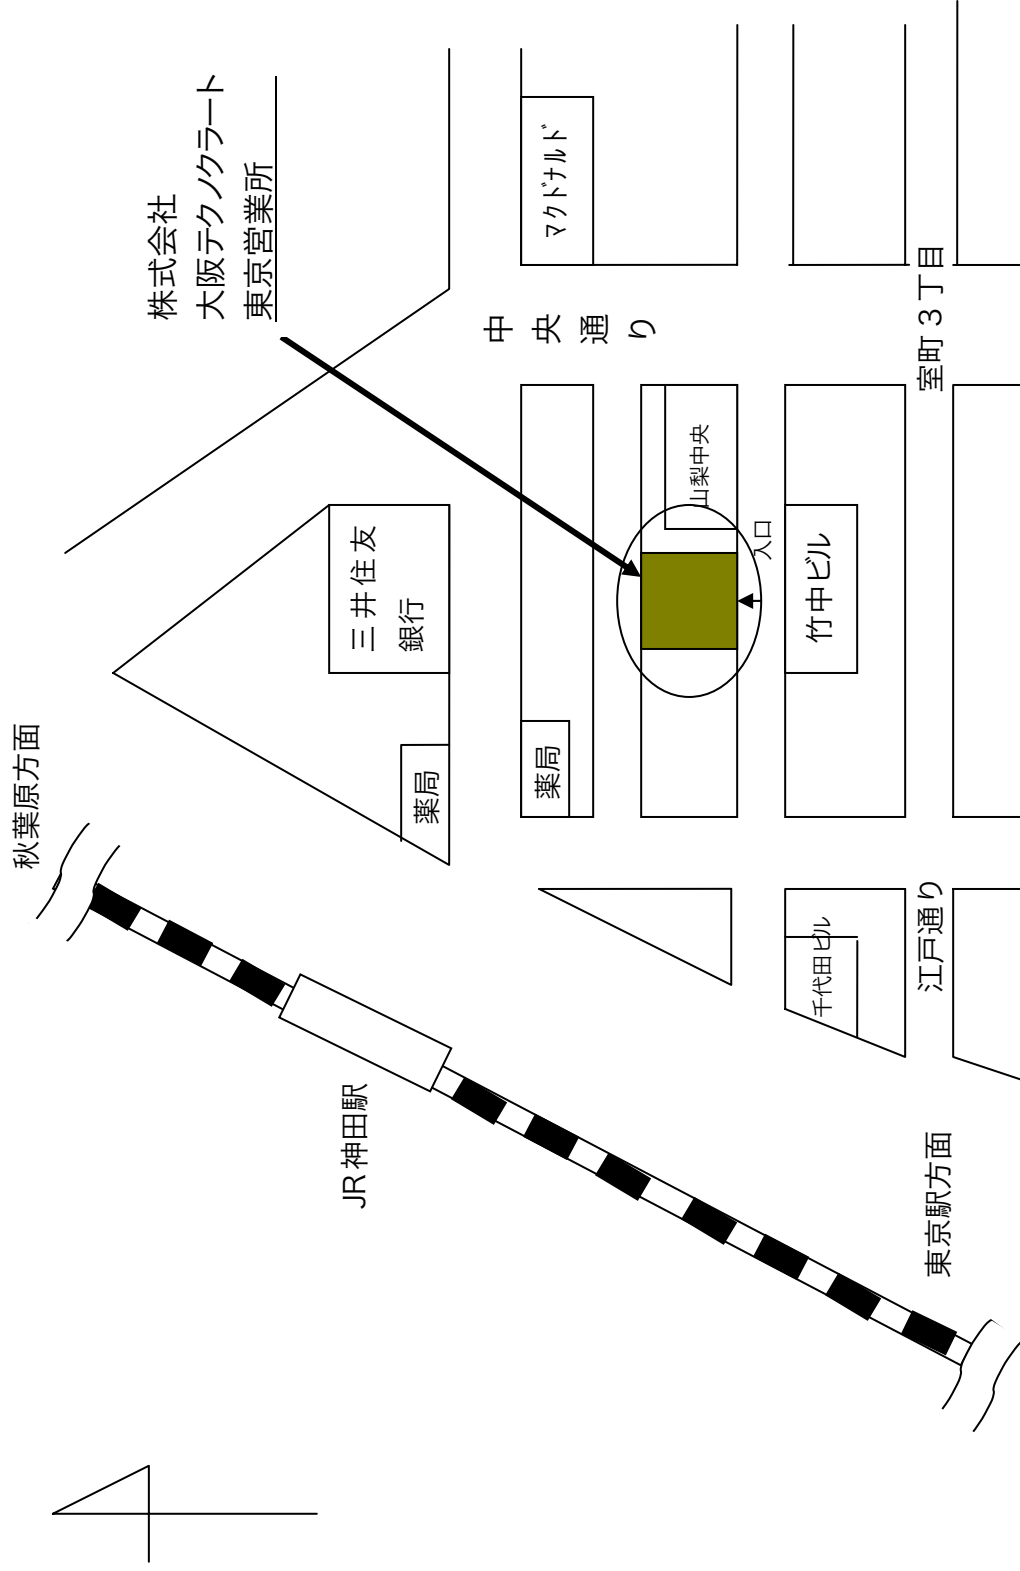 株式会社
大阪テクノクラート
東京営業所
秋葉原方面
三井住友
銀行
薬局
薬局
中央通り
マクドナルド
山梨中央
入口
竹中ビル
室町3丁目
江戸通り
千代田ビル
JR神田駅
東京駅方面